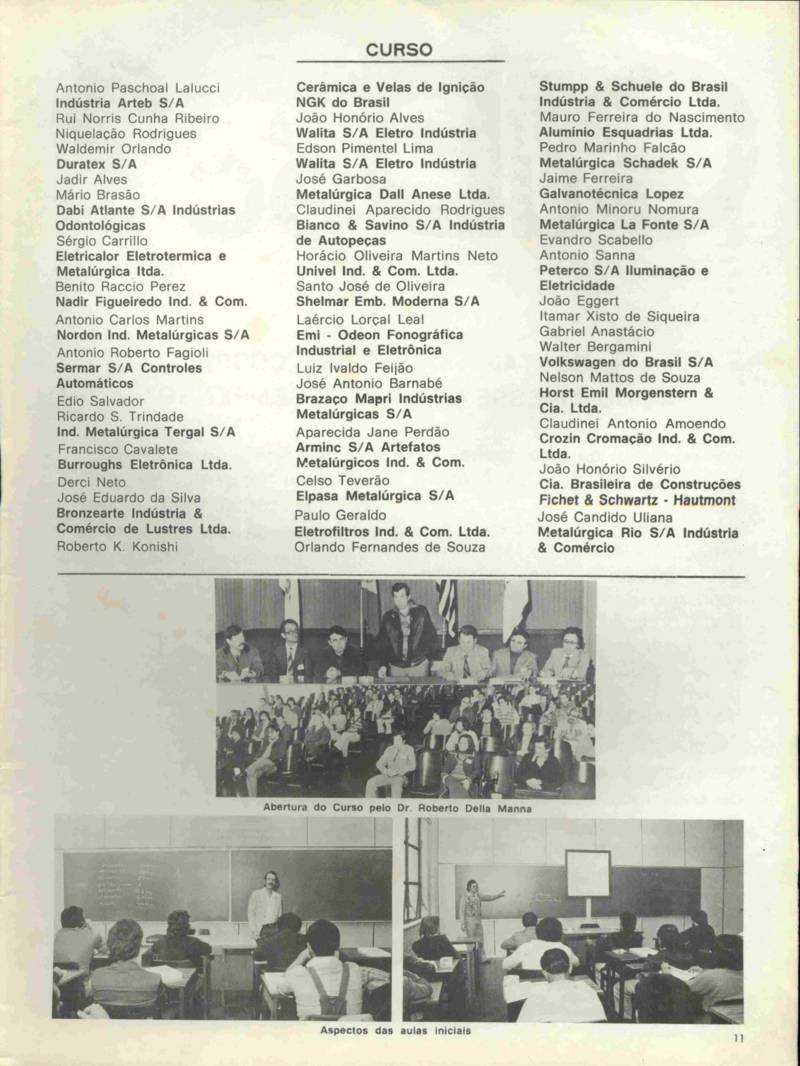 CURSO
Antonio Paschoal Lalucci
Indústria Arteb S/A
Rui Norris Cunha Ribeiro
Niquelação Rodrigues
Waldemir Orlando
Duratex S/A
Jadir Alves
Mário Brasão
Dabi Atlante S/A Indústrias
Odontológicas
Sérgio Carrillo
Eletricalor Eletrotermica e
Metalúrgica ltda.
Benito Raccio Perez
Nadir Figueiredo Ind. & Com.
Antonio Carlos Martins
Nordon Ind. Metalúrgicas S/A
Antonio Roberto Fagioli
Sermar S/A Controles
Automáticos
Edio Salvador
Ricardo S. Trindade
Ind. Metalúrgica Tergal S/A
Francisco Cavalete
Burroughs Eletrônica Ltda.
Derci Neto
José Eduardo da Silva
Bronzearte Indústria &
Comércio de Lustres Ltda.
Roberto K. Konishi
Cerâmica e Velas de Ignição
NGK do Brasil
João Honório Alves
Walita S/A Eletro Indústria
Edson Pimentel Lima
Walita S/A Eletro Indústria
José Garbosa
Metalúrgica Dall Anese Ltda.
Claudinei Aparecido Rodrigues
Bianco & Savino S/A Indústria
de Autopeças
Horácio Oliveira Martins Neto
Univel Ind. & Com. Ltda.
Santo José de Oliveira
Shelmar Emb. Moderna S/A
Laércio Lorçal Leal
Emi - Odeon Fonográfica
Industrial e Eletrônica
Luiz Ivaldo Feijão
José Antonio Barnabé
Brazaço Mapri Indústrias
Metalúrgicas S/A
Aparecida Jane Perdão
Arminc S/A Artefatos
Metalúrgicos Ind. & Com.
Celso Teverão
Elpasa Metalúrgica S/A
Paulo Geraldo
Eletrofiltros Ind. & Com. Ltda.
Orlando Fernandes de Souza
Stumpp & Schuele do Brasil
Indústria & Comércio Ltda.
Mauro Ferreira do Nascimento
Alumínio Esquadrias Ltda.
Pedro Marinho Falcão
Metalúrgica Schadek S/A
Jaime Ferreira
Galvanotécnica Lopez
Antonio Minoru Nomura
Metalúrgica La Fonte S/A
Evandro Scabello
Antonio Sanna
Peterco S/A Iluminação e
Eletricidade
João Eggert
Itamar Xisto de Siqueira
Gabriel Anastácio
Walter Bergamini
Volkswagen do Brasil S/A
Nelson Mattos de Souza
Horst Emil Morgenstern &
Cia. Ltda.
Claudinei Antonio Amoendo
Crozin Cromação Ind. & Com.
Ltda.
João Honório Silvério
Cia. Brasileira de Construções
Fichet & Schwartz - Hautmont
José Candido Uliana
Metalúrgica Rio S/A Indústria
& Comércio
Abertura do Curso pelo Dr. Roberto Della Manna
Aspectos das aulas iniciais
11